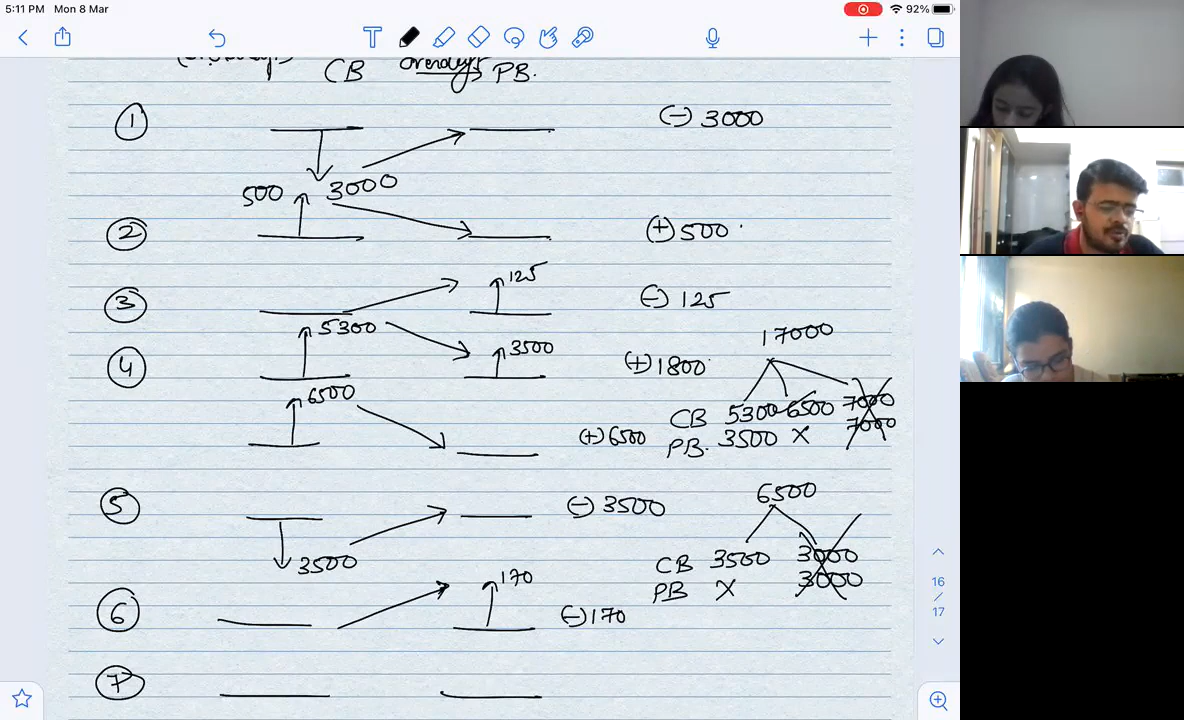 5:11 PM Mon 8 Mar
92%
T
CB Overdraft PB.
① (-) 3000
500 3000
② (+) 500
125
③ (-) 125
5300 17000
④ 3500 (+) 1800
6500 CB 5300 6500 7000
(+) 6500 PB. 3500 X 7000
6500
⑤ (-) 3500
3500 CB 3500 3000
170 PB X 3000
⑥ (-) 170
⑦
16
17